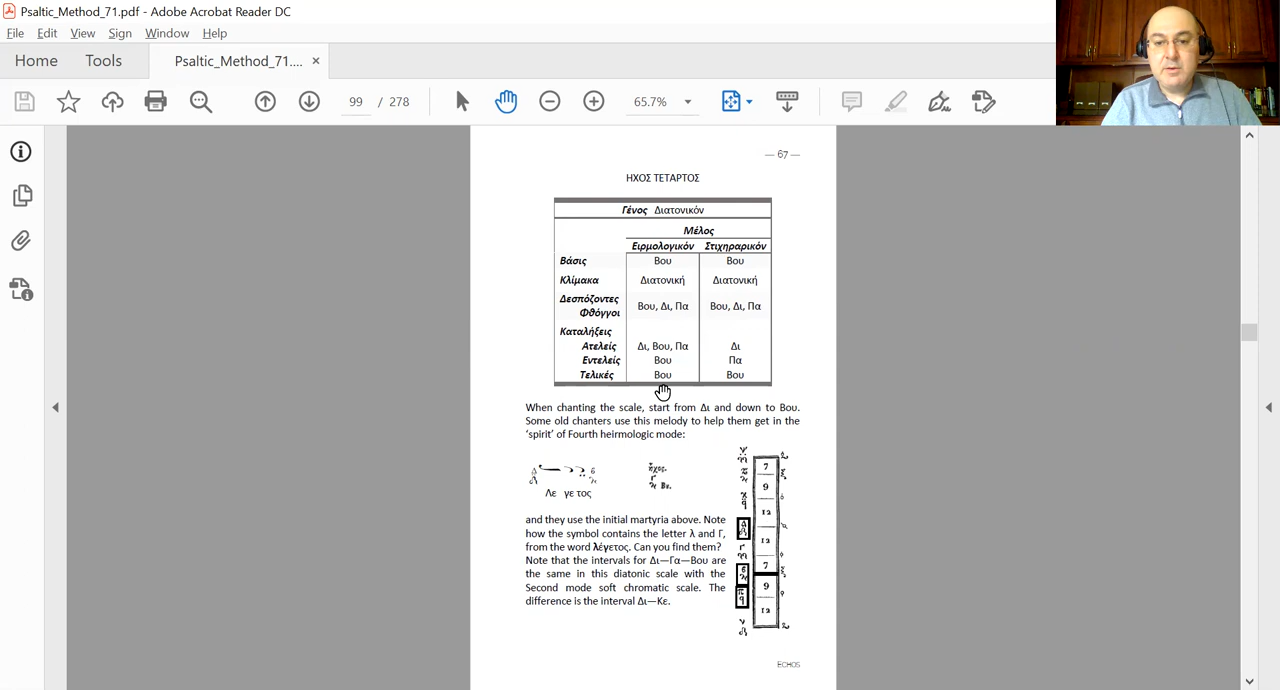 Psaltic_Method_71.pdf - Adobe Acrobat Reader DC
File Edit View Sign Window Help
Home Tools Psaltic_Method_71.... ×
99 / 278 65.7%
— 67 —
ΗΧΟΣ ΤΕΤΑΡΤΟΣ
Γένος Διατονικόν
Μέλος
Ειρμολογικόν Στιχηραρικόν
Βάσις Βου Βου
Κλίμακα Διατονική Διατονική
Δεσπόζοντες
Φθόγγοι Βου, Δι, Πα Βου, Δι, Πα
Καταλήξεις
Ατελείς Δι, Βου, Πα Δι
Εντελείς Βου Πα
Τελικές Βου Βου
When chanting the scale, start from Δι and down to Βου.
Some old chanters use this melody to help them get in the
‘spirit’ of Fourth heirmologic mode:
Λε γε τος
and they use the initial martyria above. Note
how the symbol contains the letter λ and Γ,
from the word λέγετος. Can you find them?
Note that the intervals for Δι—Γα—Βου are
the same in this diatonic scale with the
Second mode soft chromatic scale. The
difference is the interval Δι—Κε.
7
9
12
12
7
9
12
ECHOS